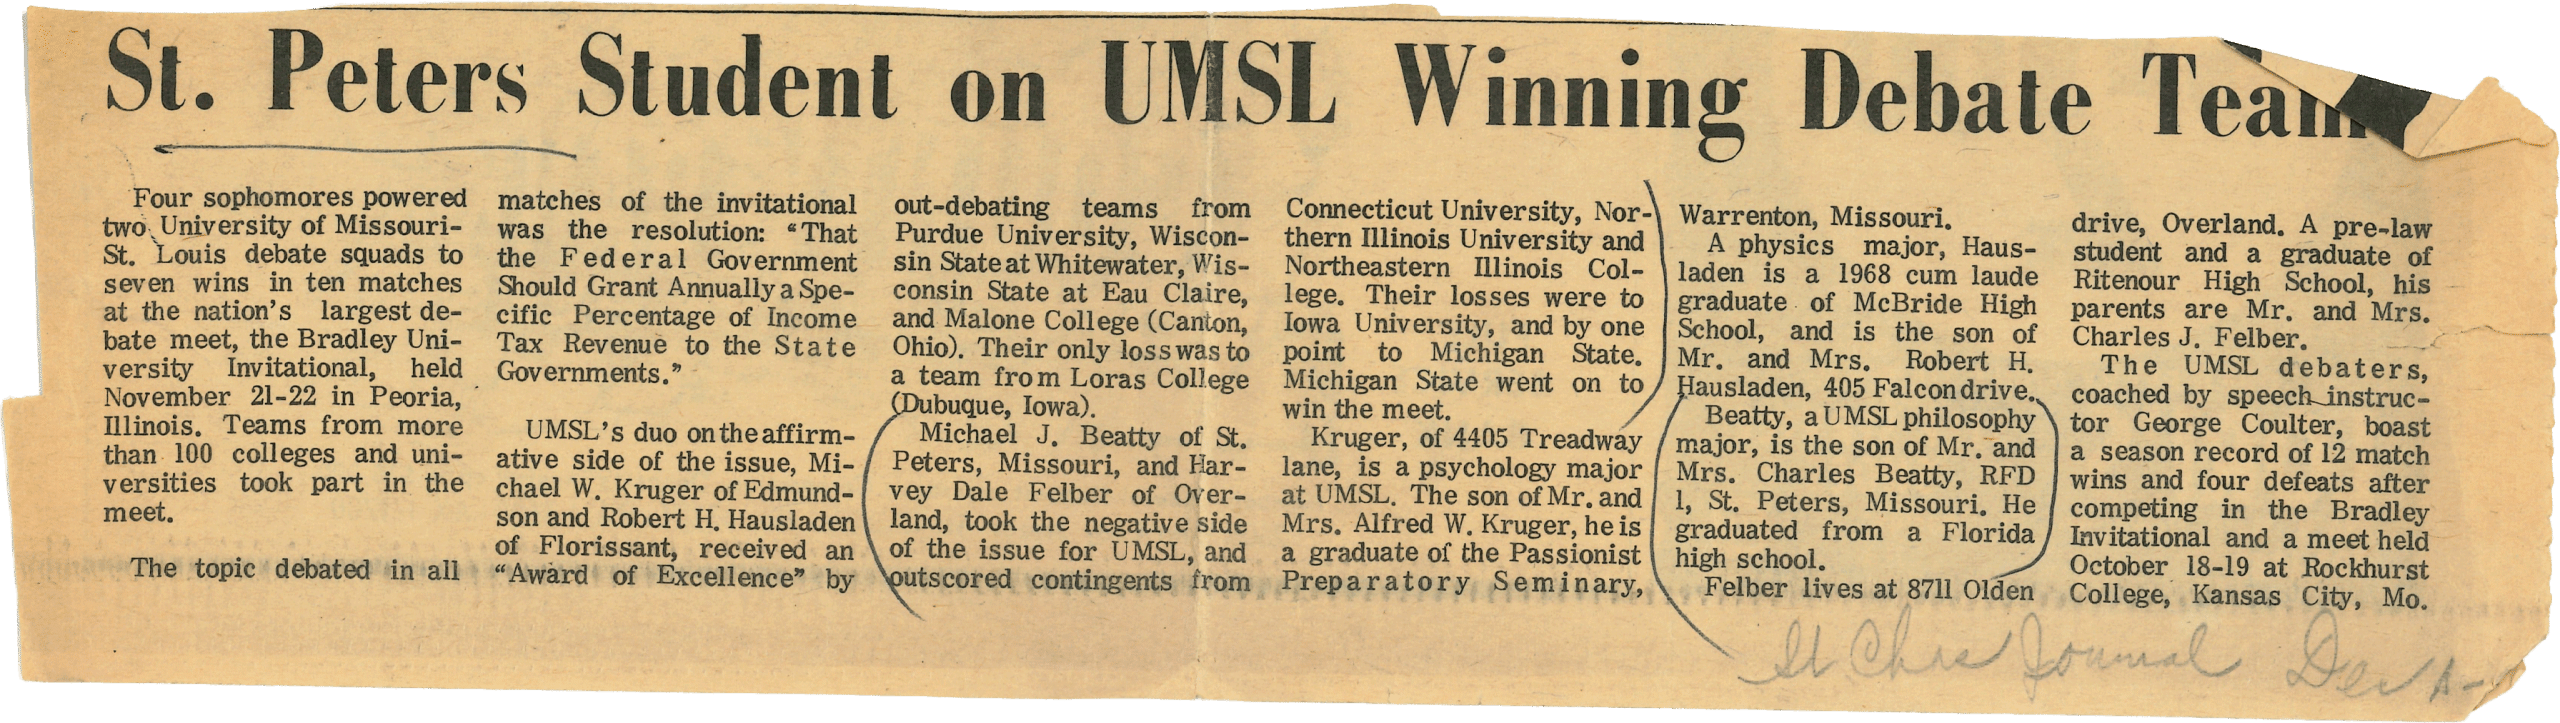 St. Peters Student on UMSL Winning Debate Team
Four sophomores powered
two University of Missouri-
St. Louis debate squads to
seven wins in ten matches
at the nation's largest de-
bate meet, the Bradley Uni-
versity Invitational, held
November 21-22 in Peoria,
Illinois. Teams from more
than 100 colleges and uni-
versities took part in the
meet.
The topic debated in all
matches of the invitational
was the resolution: "That
the Federal Government
Should Grant Annually a Spe-
cific Percentage of Income
Tax Revenue to the State
Governments."
UMSL's duo on the affirm-
ative side of the issue, Mi-
chael W. Kruger of Edmund-
son and Robert H. Hausladen
of Florissant, received an
"Award of Excellence" by
out-debating teams from
Purdue University, Wiscon-
sin State at Whitewater, Wis-
consin State at Eau Claire,
and Malone College (Canton,
Ohio). Their only loss was to
a team from Loras College
(Dubuque, Iowa).
Michael J. Beatty of St.
Peters, Missouri, and Har-
vey Dale Felber of Over-
land, took the negative side
of the issue for UMSL, and
outscored contingents from
Connecticut University, Nor-
thern Illinois University and
Northeastern Illinois Col-
lege. Their losses were to
Iowa University, and by one
point to Michigan State.
Michigan State went on to
win the meet.
Kruger, of 4405 Treadway
lane, is a psychology major
at UMSL. The son of Mr. and
Mrs. Alfred W. Kruger, he is
a graduate of the Passionist
Preparatory Seminary,
Warrenton, Missouri.
A physics major, Haus-
laden is a 1968 cum laude
graduate of McBride High
School, and is the son of
Mr. and Mrs. Robert H.
Hausladen, 405 Falcon drive.
Beatty, a UMSL philosophy
major, is the son of Mr. and
Mrs. Charles Beatty, RFD
1, St. Peters, Missouri. He
graduated from a Florida
high school.
Felber lives at 8711 Olden
drive, Overland. A pre-law
student and a graduate of
Ritenour High School, his
parents are Mr. and Mrs.
Charles J. Felber.
The UMSL debaters,
coached by speech instruc-
tor George Coulter, boast
a season record of 12 match
wins and four defeats after
competing in the Bradley
Invitational and a meet held
October 18-19 at Rockhurst
College, Kansas City, Mo.
St Chas Journal